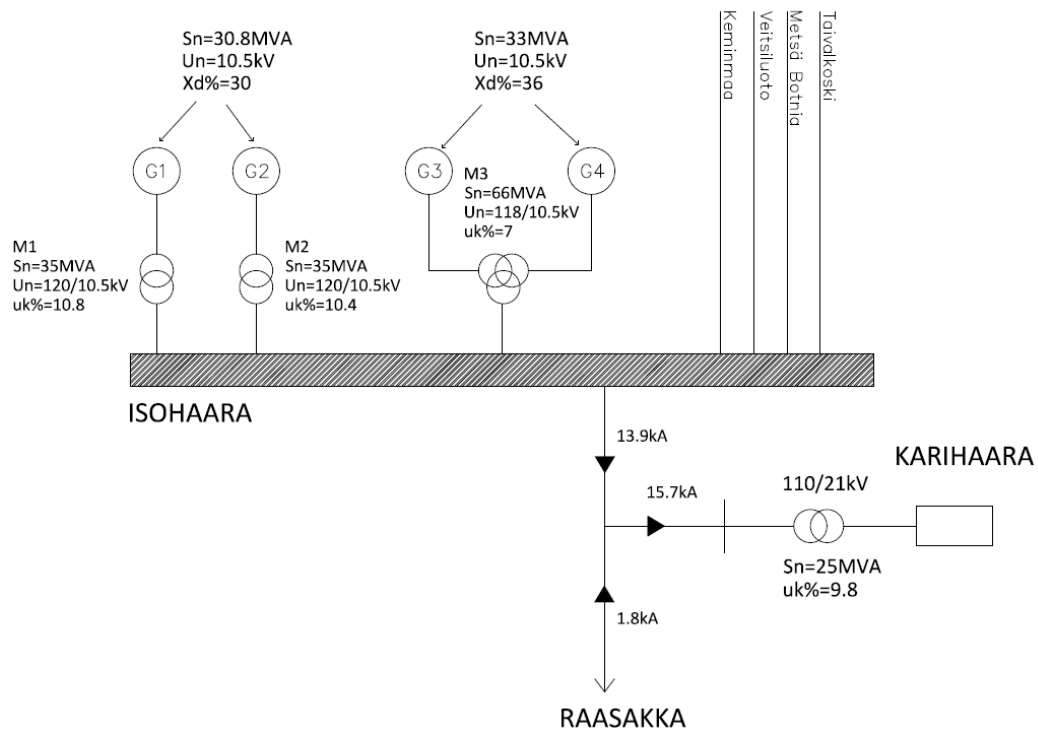 Sn=30.8MVA
Un=10.5kV
Xd%=30
Sn=33MVA
Un=10.5kV
Xd%=36
Keminmaa
Veitsiluoto
Metsä Botnia
Taivalkoski
G1
G2
G3
G4
M3
Sn=66MVA
Un=118/10.5kV
uk%=7
M1
Sn=35MVA
Un=120/10.5kV
uk%=10.8
M2
Sn=35MVA
Un=120/10.5kV
uk%=10.4
ISOHAARA
13.9kA
KARIHAARA
15.7kA
110/21kV
Sn=25MVA
uk%=9.8
1.8kA
RAASAKKA